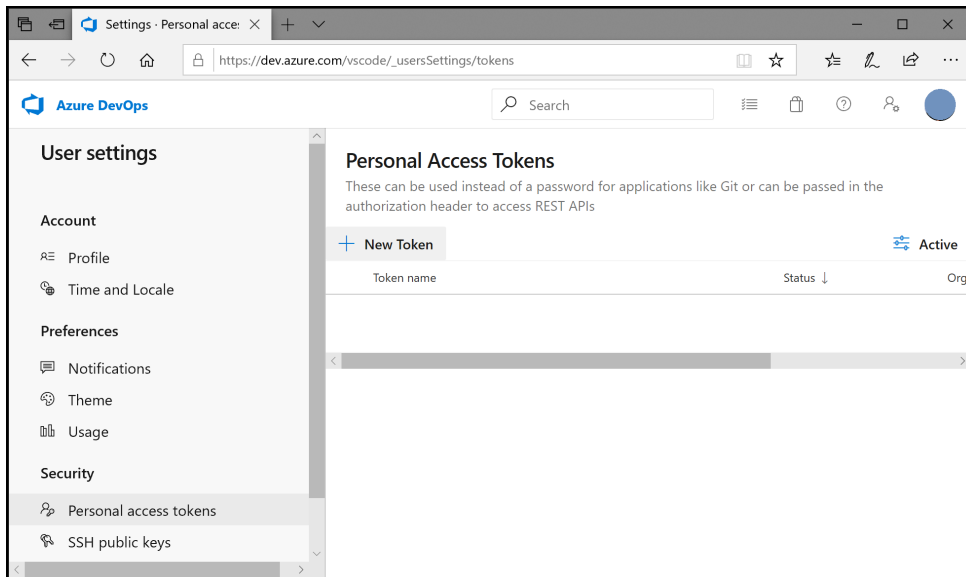 Settings · Personal acce:
https://dev.azure.com/vscode/_usersSettings/tokens
Azure DevOps
Search
User settings
Account
Profile
Time and Locale
Preferences
Notifications
Theme
Usage
Security
Personal access tokens
SSH public keys
Personal Access Tokens
These can be used instead of a password for applications like Git or can be passed in the
authorization header to access REST APIs
New Token
Active
Token name
Status
Org